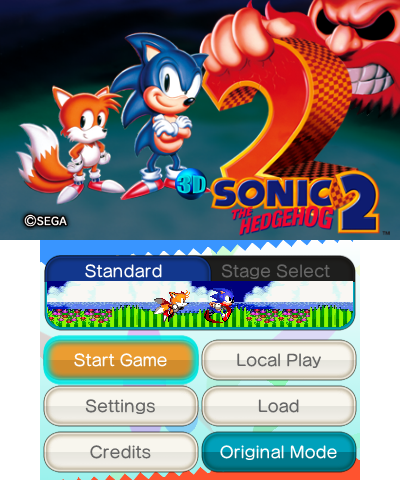 2
3D
SONIC
THE
HEDGEHOG 2
TM
©SEGA
Standard
Stage Select
Start Game
Local Play
Settings
Load
Credits
Original Mode